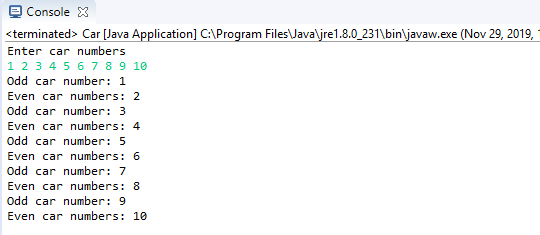 Console
<terminated> Car [Java Application] C:\Program Files\Java\jre1.8.0_231\bin\javaw.exe (Nov 29, 2019,
Enter car numbers
1 2 3 4 5 6 7 8 9 10
Odd car number: 1
Even car numbers: 2
Odd car number: 3
Even car numbers: 4
Odd car number: 5
Even car numbers: 6
Odd car number: 7
Even car numbers: 8
Odd car number: 9
Even car numbers: 10